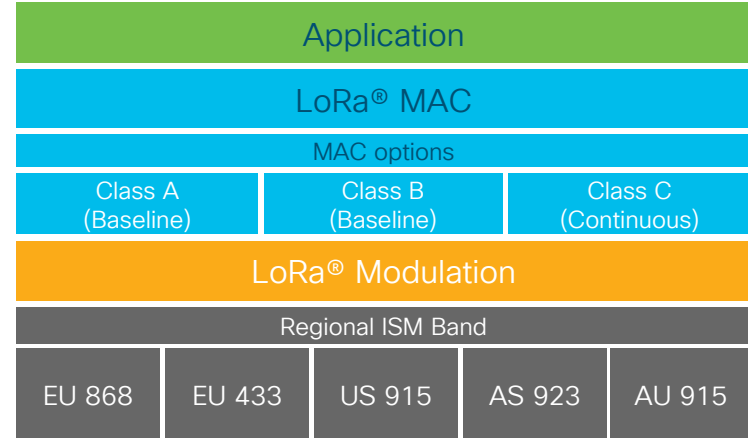 Application
LoRa® MAC
MAC options
Class A
(Baseline)
Class B
(Baseline)
Class C
(Continuous)
LoRa® Modulation
Regional ISM Band
EU 868
EU 433
US 915
AS 923
AU 915